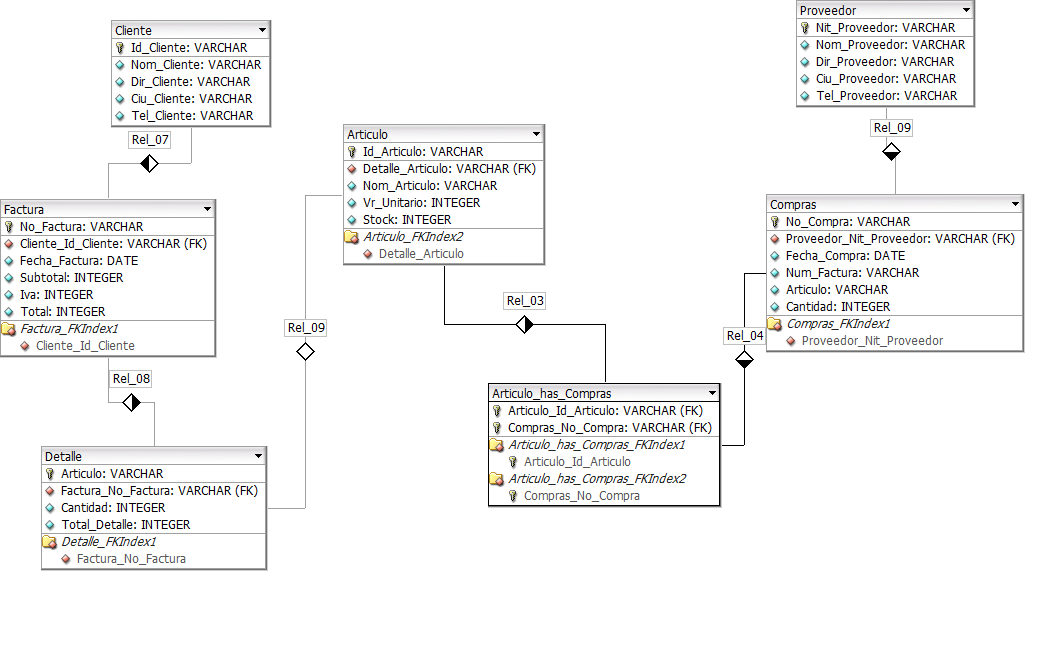 Cliente
Id_Cliente: VARCHAR
Nom_Cliente: VARCHAR
Dir_Cliente: VARCHAR
Ciu_Cliente: VARCHAR
Tel_Cliente: VARCHAR
Rel_07
Factura
No_Factura: VARCHAR
Cliente_Id_Cliente: VARCHAR (FK)
Fecha_Factura: DATE
Subtotal: INTEGER
Iva: INTEGER
Total: INTEGER
Factura_FKIndex1
Cliente_Id_Cliente
Rel_08
Detalle
Articulo: VARCHAR
Factura_No_Factura: VARCHAR (FK)
Cantidad: INTEGER
Total_Detalle: INTEGER
Detalle_FKIndex1
Factura_No_Factura
Rel_09
Articulo
Id_Articulo: VARCHAR
Detalle_Articulo: VARCHAR (FK)
Nom_Articulo: VARCHAR
Vr_Unitario: INTEGER
Stock: INTEGER
Articulo_FKIndex2
Detalle_Articulo
Rel_03
Articulo_has_Compras
Articulo_Id_Articulo: VARCHAR (FK)
Compras_No_Compra: VARCHAR (FK)
Articulo_has_Compras_FKIndex1
Articulo_Id_Articulo
Articulo_has_Compras_FKIndex2
Compras_No_Compra
Rel_04
Proveedor
Nit_Proveedor: VARCHAR
Nom_Proveedor: VARCHAR
Dir_Proveedor: VARCHAR
Ciu_Proveedor: VARCHAR
Tel_Proveedor: VARCHAR
Rel_09
Compras
No_Compra: VARCHAR
Proveedor_Nit_Proveedor: VARCHAR (FK)
Fecha_Compra: DATE
Num_Factura: VARCHAR
Articulo: VARCHAR
Cantidad: INTEGER
Compras_FKIndex1
Proveedor_Nit_Proveedor